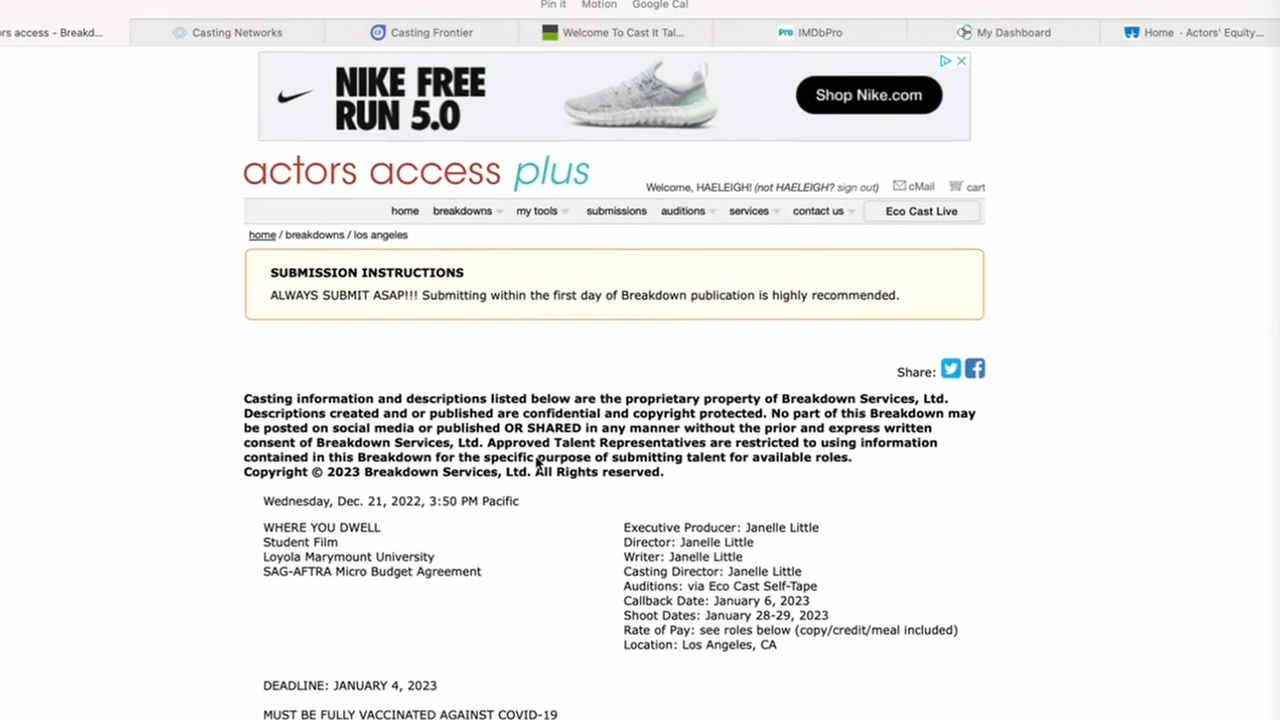 Pin it Motion Google Cal
ors access - Breakd... Casting Networks Casting Frontier Welcome To Cast It Tal... Pro IMDbPro My Dashboard Home - Actors' Equity...
NIKE FREE
RUN 5.0
Shop Nike.com
actors access plus
Welcome, HAELEIGH! (not HAELEIGH? sign out) cMail cart
home breakdowns my tools submissions auditions services contact us Eco Cast Live
home / breakdowns / los angeles
SUBMISSION INSTRUCTIONS
ALWAYS SUBMIT ASAP!!! Submitting within the first day of Breakdown publication is highly recommended.
Share:
Casting information and descriptions listed below are the proprietary property of Breakdown Services, Ltd.
Descriptions created and or published are confidential and copyright protected. No part of this Breakdown may
be posted on social media or published OR SHARED in any manner without the prior and express written
consent of Breakdown Services, Ltd. Approved Talent Representatives are restricted to using information
contained in this Breakdown for the specific purpose of submitting talent for available roles.
Copyright © 2023 Breakdown Services, Ltd. All Rights reserved.
Wednesday, Dec. 21, 2022, 3:50 PM Pacific
WHERE YOU DWELL
Student Film
Loyola Marymount University
SAG-AFTRA Micro Budget Agreement
Executive Producer: Janelle Little
Director: Janelle Little
Writer: Janelle Little
Casting Director: Janelle Little
Auditions: via Eco Cast Self-Tape
Callback Date: January 6, 2023
Shoot Dates: January 28-29, 2023
Rate of Pay: see roles below (copy/credit/meal included)
Location: Los Angeles, CA
DEADLINE: JANUARY 4, 2023
MUST BE FULLY VACCINATED AGAINST COVID-19